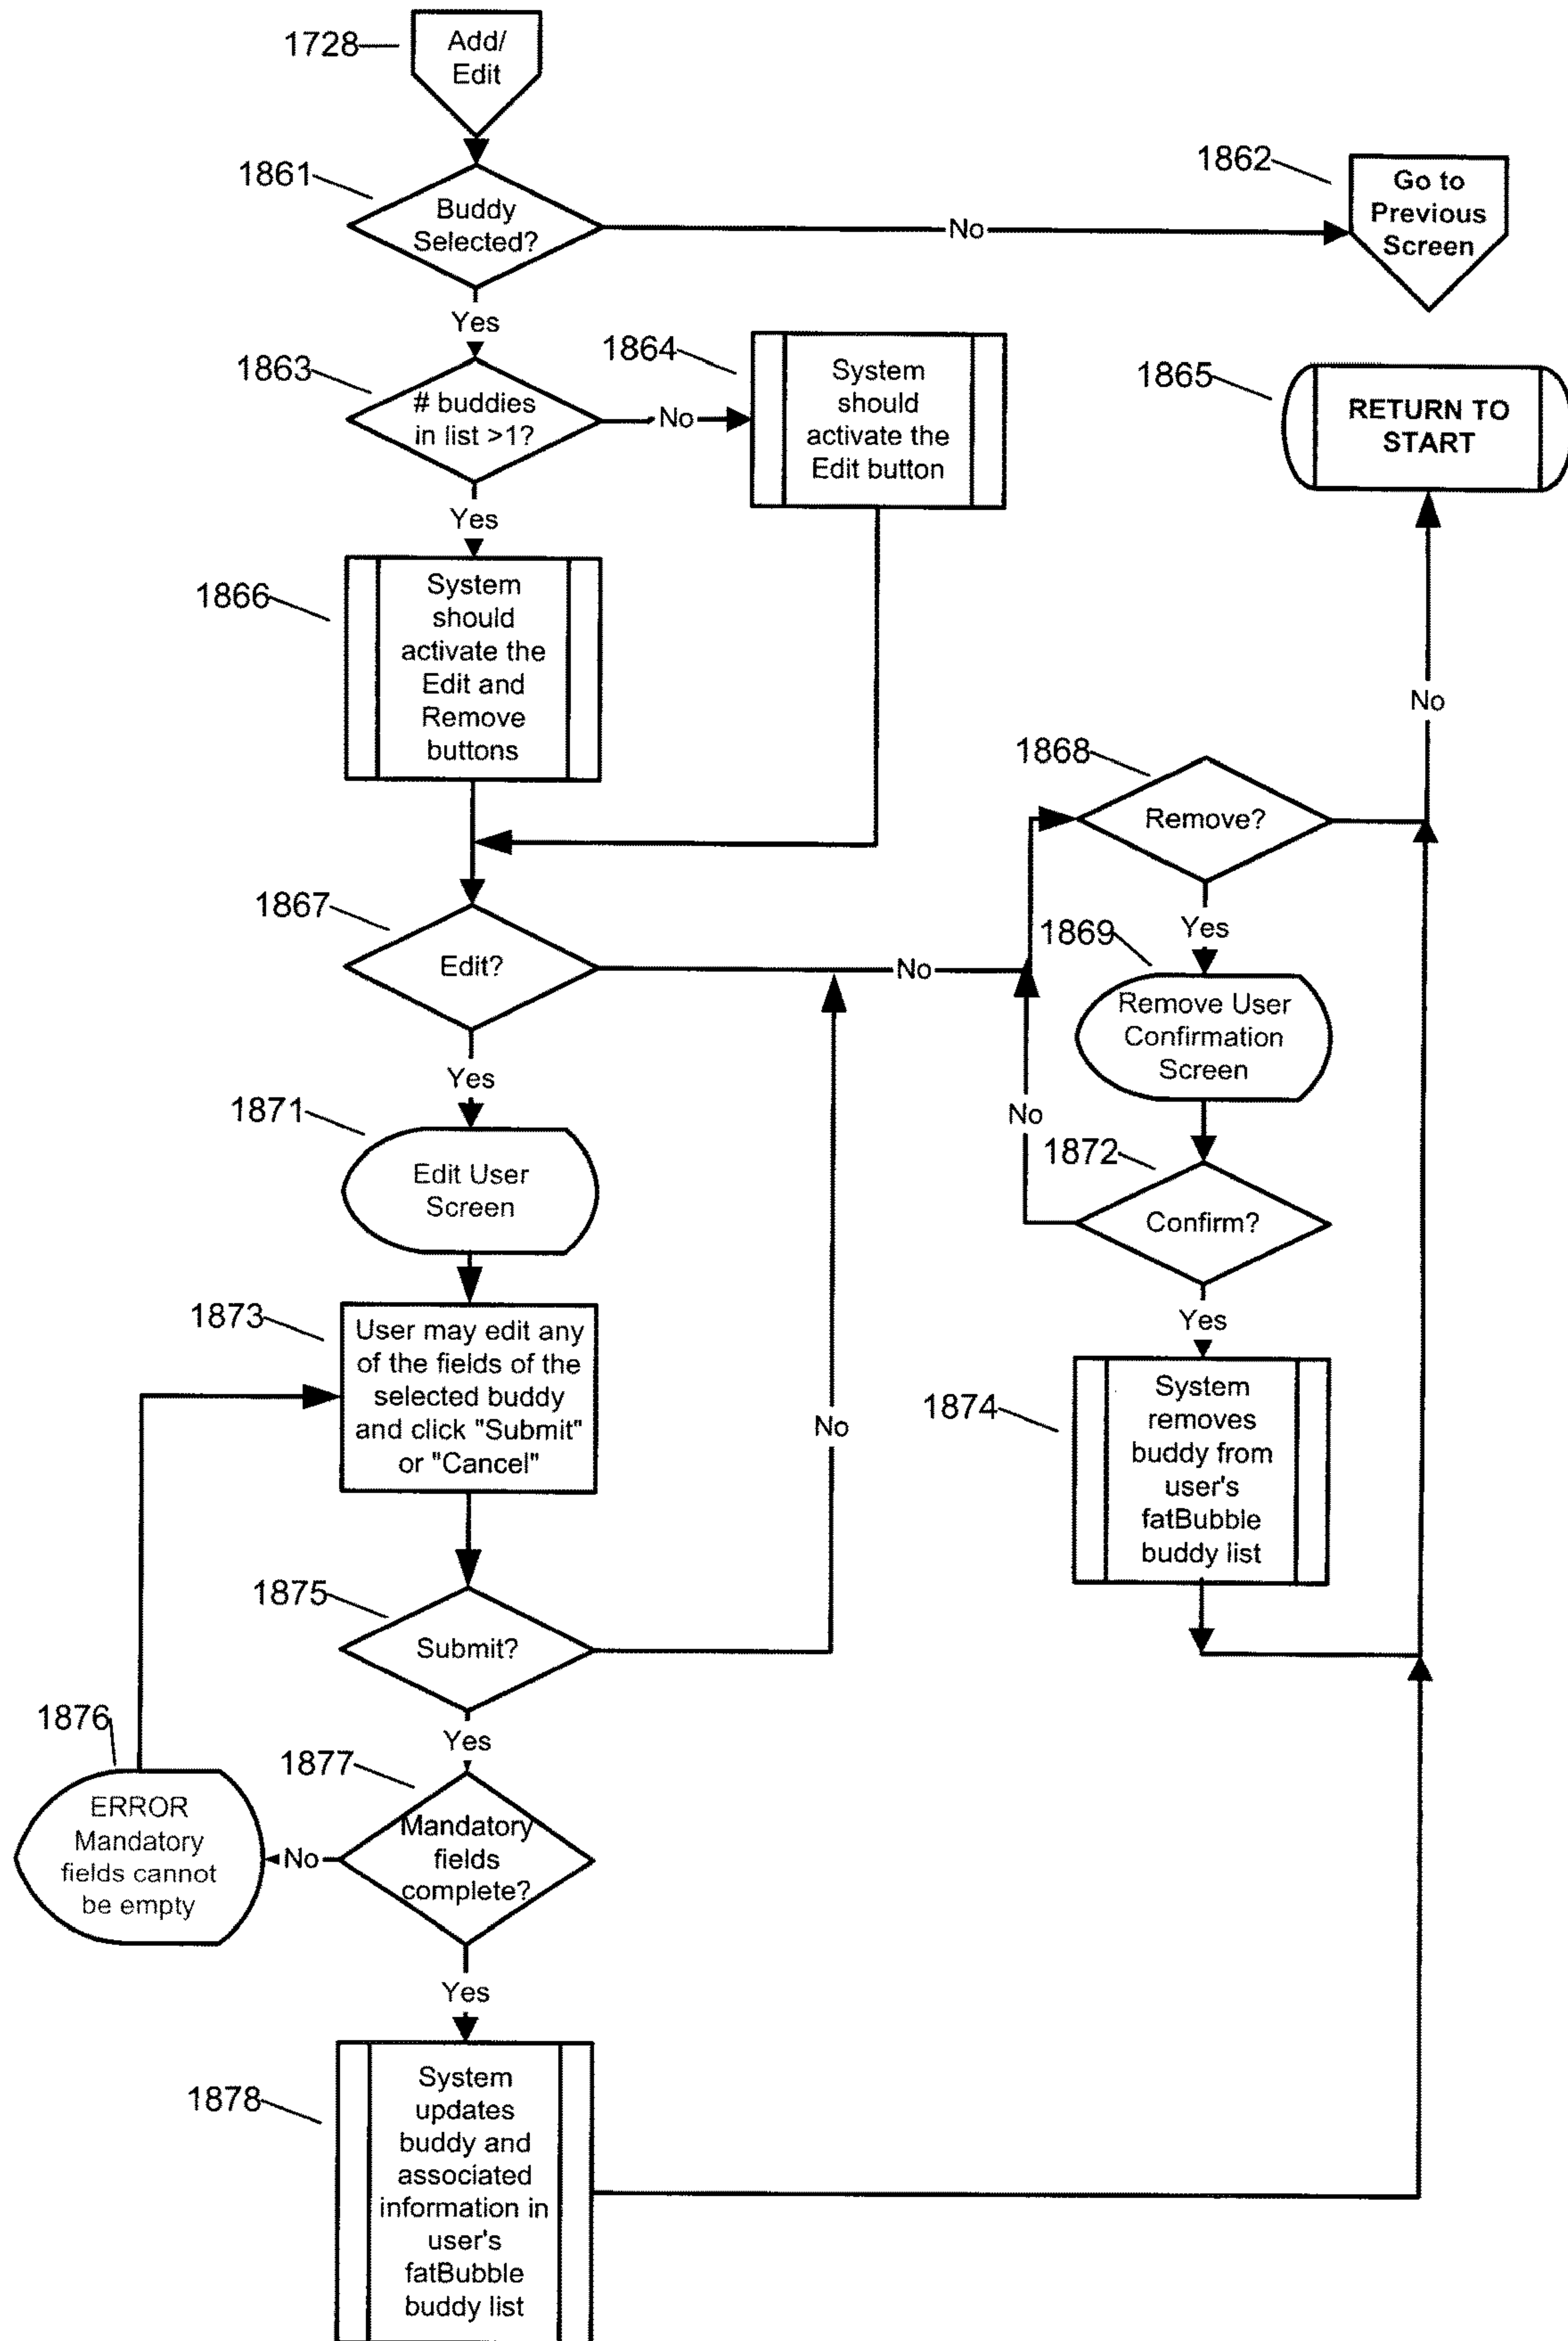 1728
Add/
Edit
1861
Buddy
Selected?
No
1862
Go to
Previous
Screen
Yes
1863
# buddies
in list >1?
No
1864
System
should
activate the
Edit button
1865
RETURN TO
START
Yes
1866
System
should
activate the
Edit and
Remove
buttons
No
1868
Remove?
1867
Edit?
No
Yes
1869
Remove User
Confirmation
Screen
Yes
1871
Edit User
Screen
No
1872
Confirm?
Yes
1873
User may edit any
of the fields of the
selected buddy
and click "Submit"
or "Cancel"
No
1874
System
removes
buddy from
user's
fatBubble
buddy list
1875
Submit?
Yes
1876
ERROR
Mandatory
fields cannot
be empty
1877
Mandatory
fields
complete?
No
Yes
1878
System
updates
buddy and
associated
information in
user's
fatBubble
buddy list